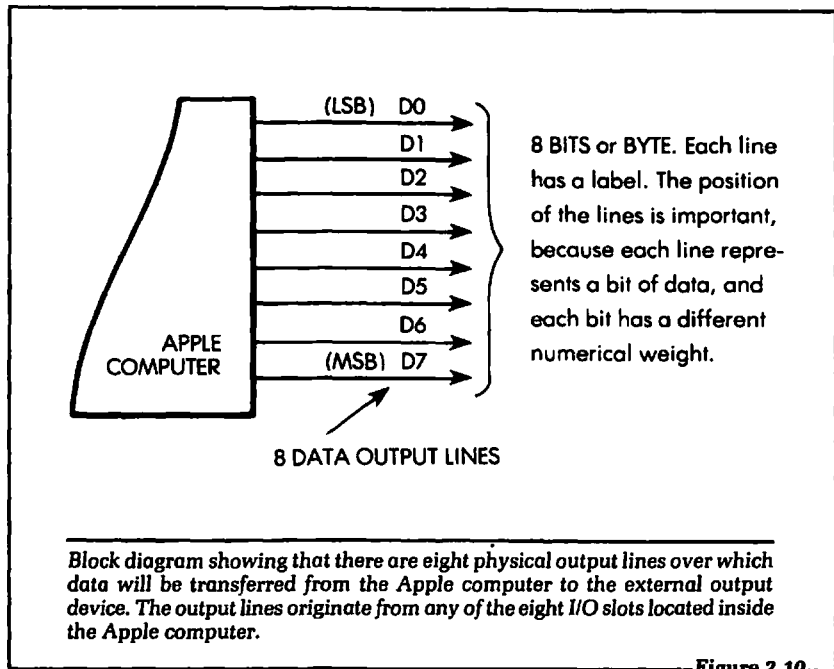 (LSB) D0
D1
D2
D3
D4
D5
D6
(MSB) D7
APPLE
COMPUTER
8 DATA OUTPUT LINES
8 BITS or BYTE. Each line
has a label. The position
of the lines is important,
because each line repre-
sents a bit of data, and
each bit has a different
numerical weight.
Block diagram showing that there are eight physical output lines over which
data will be transferred from the Apple computer to the external output
device. The output lines originate from any of the eight I/O slots located inside
the Apple computer.
Figure 2.10